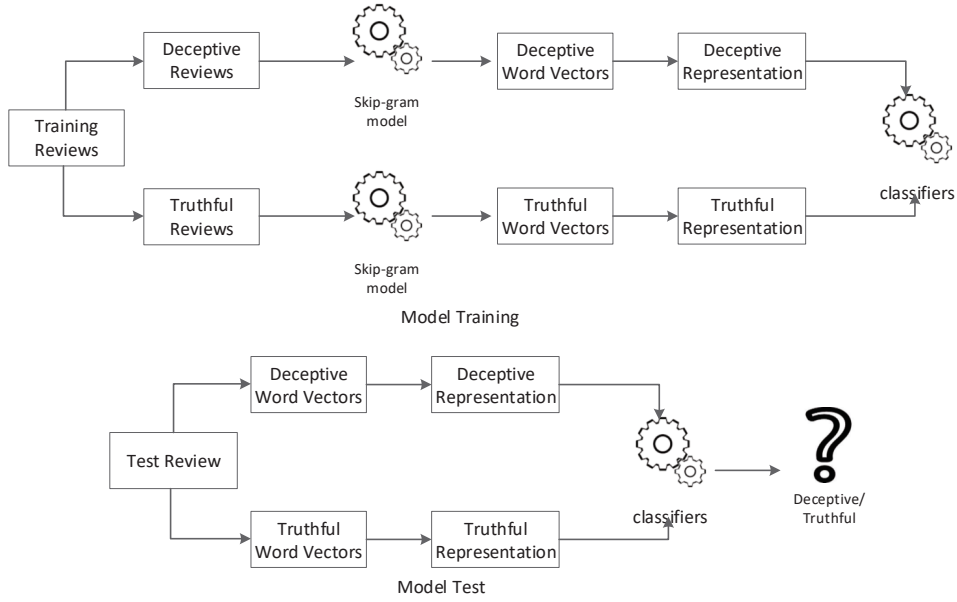 Deceptive
Reviews
Skip-gram
model
Deceptive
Word Vectors
Deceptive
Representation
Training
Reviews
classifiers
Truthful
Reviews
Skip-gram
model
Truthful
Word Vectors
Truthful
Representation
Model Training
Deceptive
Word Vectors
Deceptive
Representation
Test Review
classifiers
Deceptive/
Truthful
Truthful
Word Vectors
Truthful
Representation
Model Test